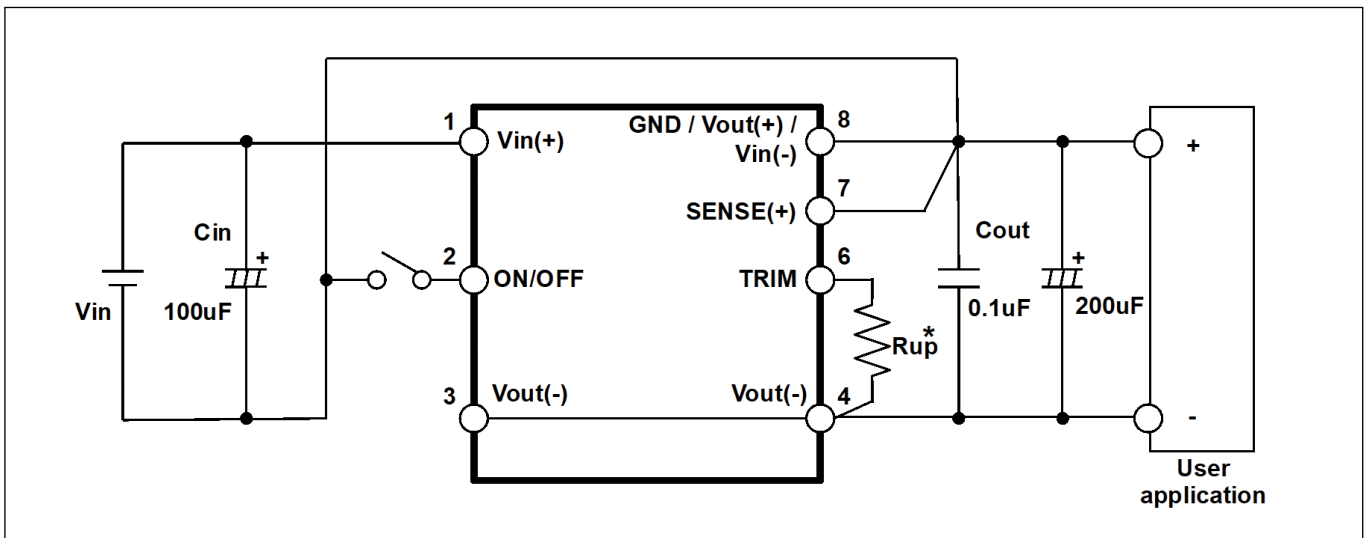 1
Vin(+)
GND / Vout(+) /
Vin(-)
8
+
7
SENSE(+)
Cin
+
100uF
Vin
2
ON/OFF
TRIM
6
Rup*
Cout
0.1uF
+
200uF
3
Vout(-)
Vout(-)
4
-
User
application